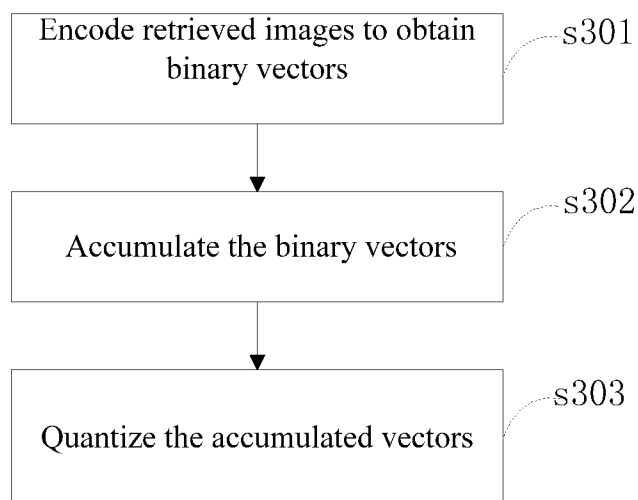 Encode retrieved images to obtain
binary vectors
s301
Accumulate the binary vectors
s302
Quantize the accumulated vectors
s303